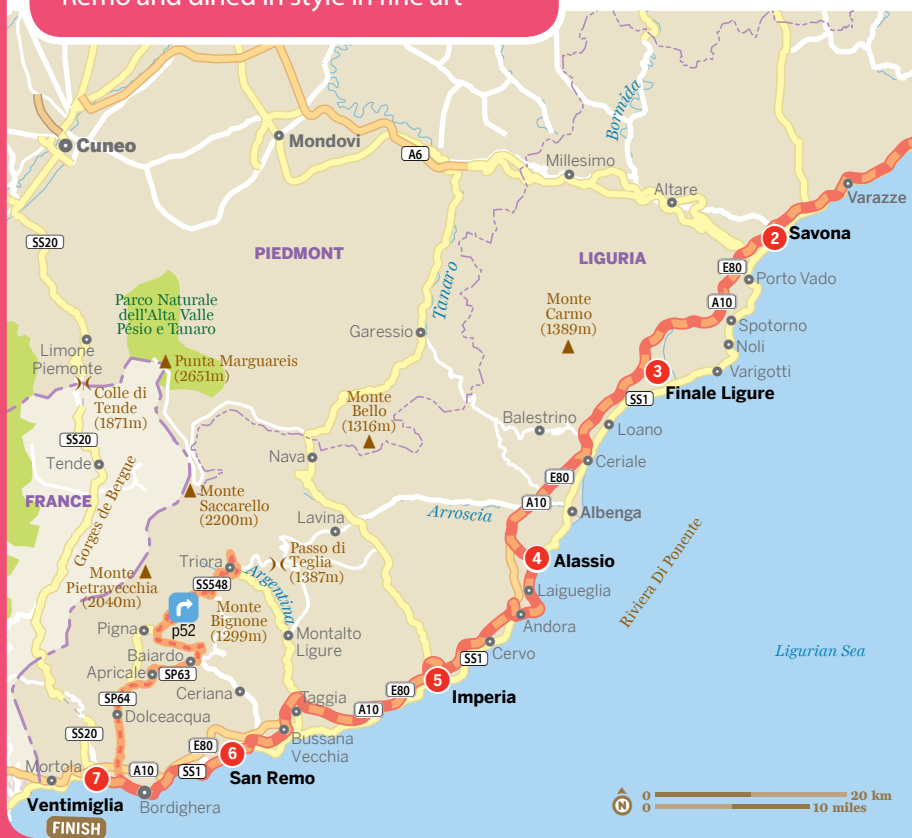 Remo and dined in style in fine art
Cuneo
Mondovi
A6
Bormida
Millesimo
Altare
Varazze
2
Savona
SS20
PIEDMONT
LIGURIA
E80
Porto Vado
A10
Tanaro
Parco Naturale
dell'Alta Valle
Pésio e Tanaro
Monte
Carmo
(1389m)
Garessio
Spotorno
Noli
Limone
Piemonte
Punta Marguareis
(2651m)
3
Varigotti
Finale Ligure
SS1
Colle di
Tende
(1871m)
Monte
Bello
(1316m)
Balestrino
Loano
SS20
Tende
Nava
Ceriale
E80
FRANCE
Gorges de Bergue
Monte
Saccarello
(2200m)
A10
Lavina
Arroscia
Albenga
Riviera Di Ponente
Passo di
Teglia
(1387m)
Triora
4
Alassio
Monte
Pietravecchia
(2040m)
SS548
Argentina
Laigueglia
Monte
Bignone
(1299m)
p52
Andora
Pigna
Montalto
Ligure
Baiardo
SS1
Cervo
Ligurian Sea
Apricale
SP63
5
Imperia
Ceriana
E80
SP64
Taggia
A10
Dolceacqua
SS20
Bussana
Vecchia
E80
6
San Remo
Mortola
7
A10
SS1
Ventimiglia
Bordighera
FINISH
N
0 20 km
0 10 miles